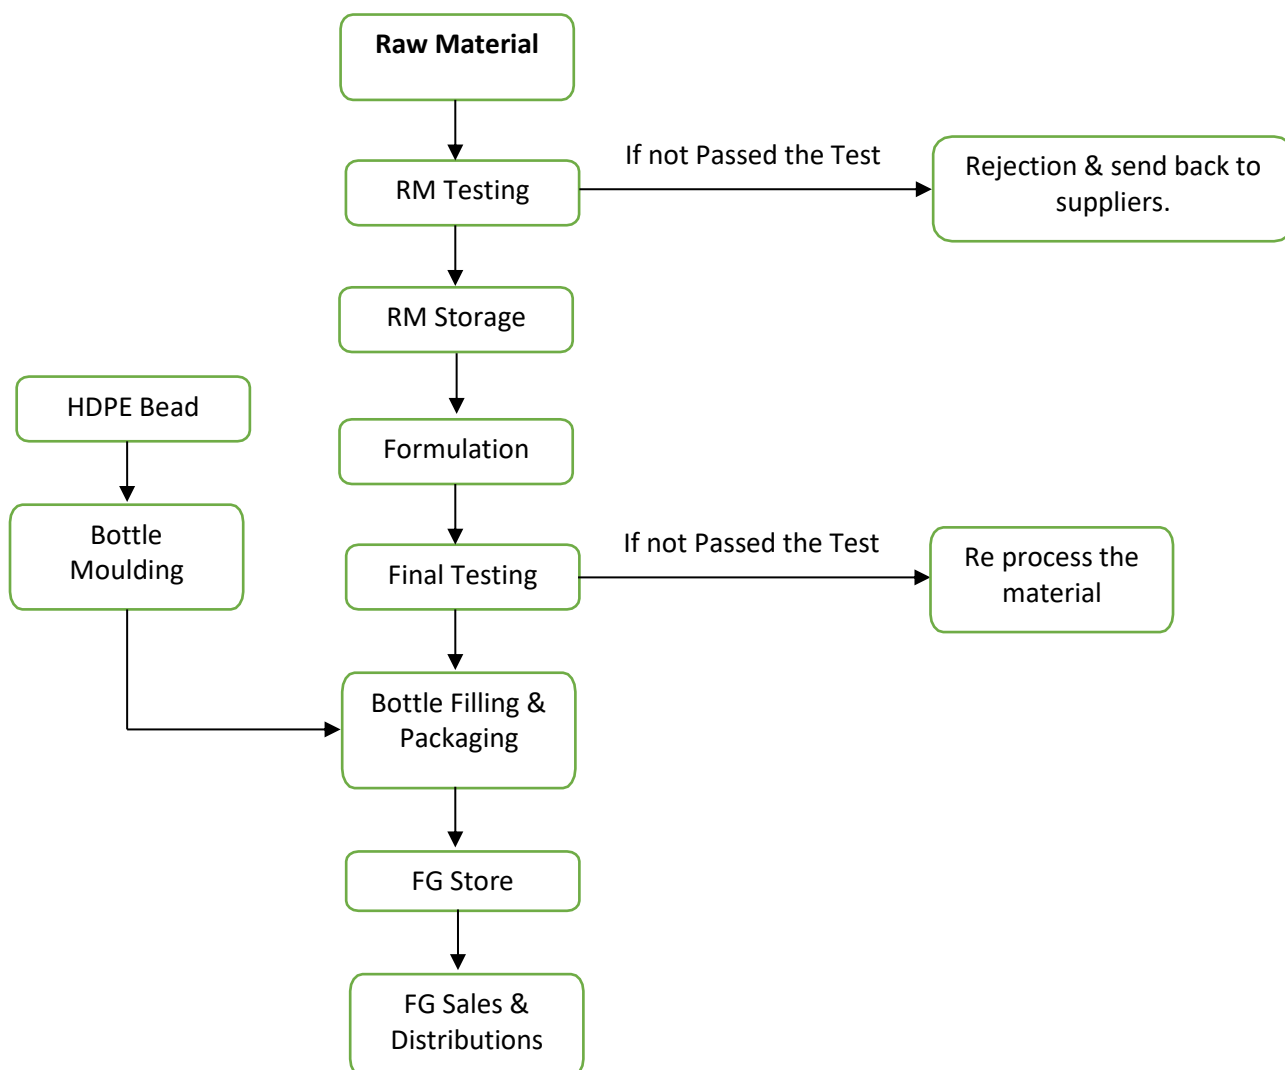 Raw Material
If not Passed the Test
RM Testing
Rejection & send back to
suppliers.
RM Storage
HDPE Bead
Formulation
Bottle
Moulding
If not Passed the Test
Final Testing
Re process the
material
Bottle Filling &
Packaging
FG Store
FG Sales &
Distributions